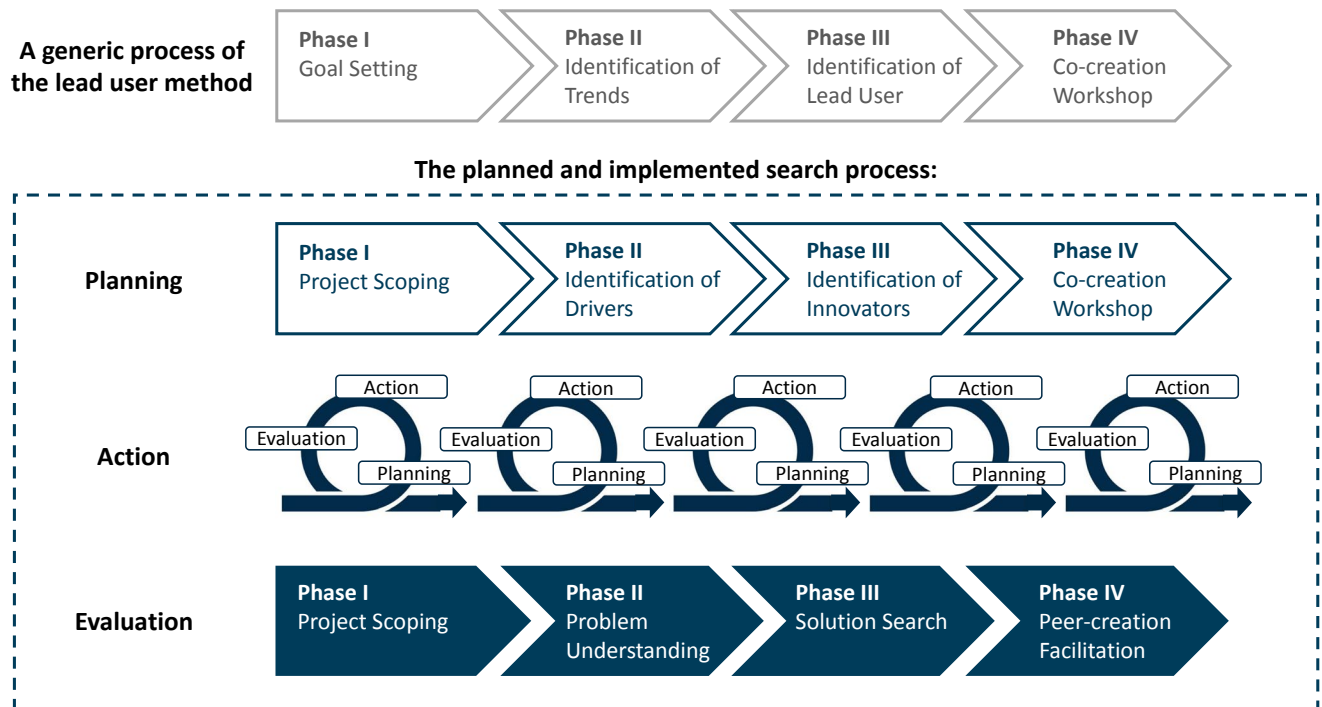 A generic process of
the lead user method
Phase I
Goal Setting
Phase II
Identification of
Trends
Phase III
Identification of
Lead User
Phase IV
Co-creation
Workshop
The planned and implemented search process:
Planning
Phase I
Project Scoping
Phase II
Identification of
Drivers
Phase III
Identification of
Innovators
Phase IV
Co-creation
Workshop
Action
Action
Evaluation
Planning
Action
Evaluation
Planning
Action
Evaluation
Planning
Action
Evaluation
Planning
Action
Evaluation
Planning
Evaluation
Phase I
Project Scoping
Phase II
Problem
Understanding
Phase III
Solution Search
Phase IV
Peer-creation
Facilitation